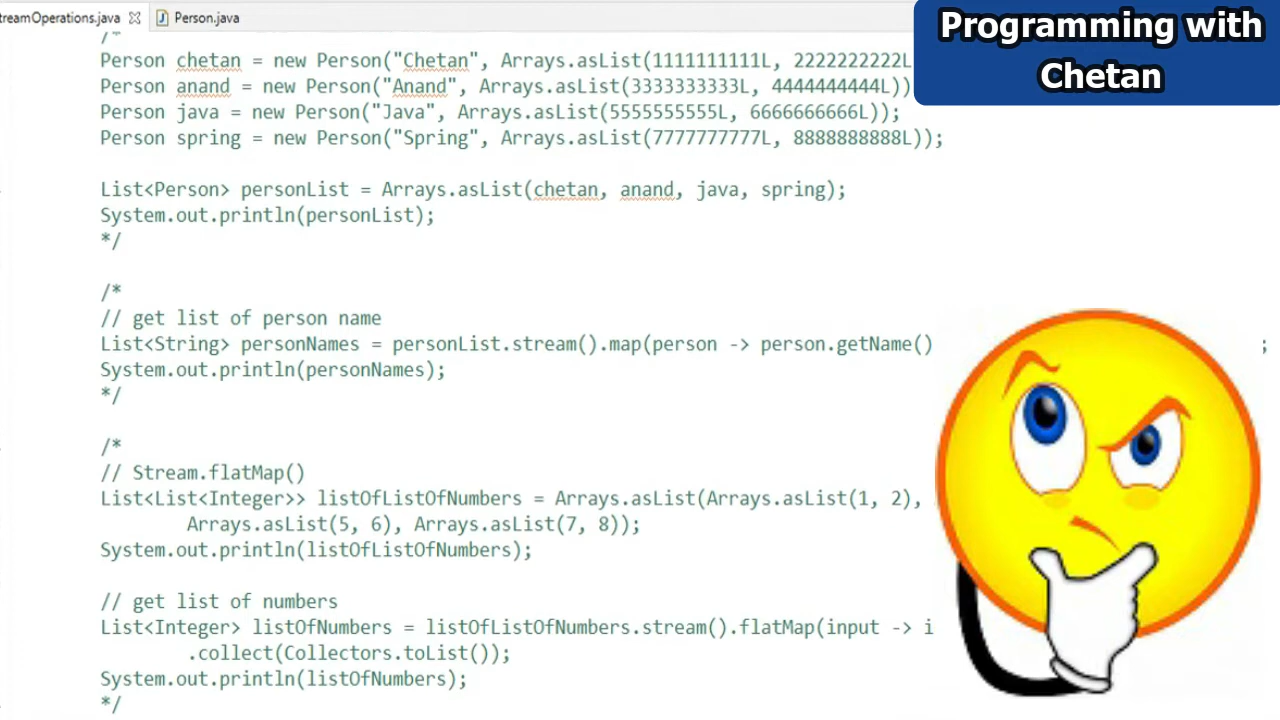 treamOperations.java Person.java
Programming with
Chetan
/*
Person chetan = new Person("Chetan", Arrays.asList(1111111111L, 2222222222L
Person anand = new Person("Anand", Arrays.asList(3333333333L, 4444444444L))
Person java = new Person("Java", Arrays.asList(5555555555L, 6666666666L));
Person spring = new Person("Spring", Arrays.asList(7777777777L, 8888888888L));
List<Person> personList = Arrays.asList(chetan, anand, java, spring);
System.out.println(personList);
*/
/*
// get list of person name
List<String> personNames = personList.stream().map(person -> person.getName() ;
System.out.println(personNames);
*/
/*
// Stream.flatMap()
List<List<Integer>> listOfListOfNumbers = Arrays.asList(Arrays.asList(1, 2),
Arrays.asList(5, 6), Arrays.asList(7, 8));
System.out.println(listOfListOfNumbers);
// get list of numbers
List<Integer> listOfNumbers = listOfListOfNumbers.stream().flatMap(input -> i
.collect(Collectors.toList());
System.out.println(listOfNumbers);
*/